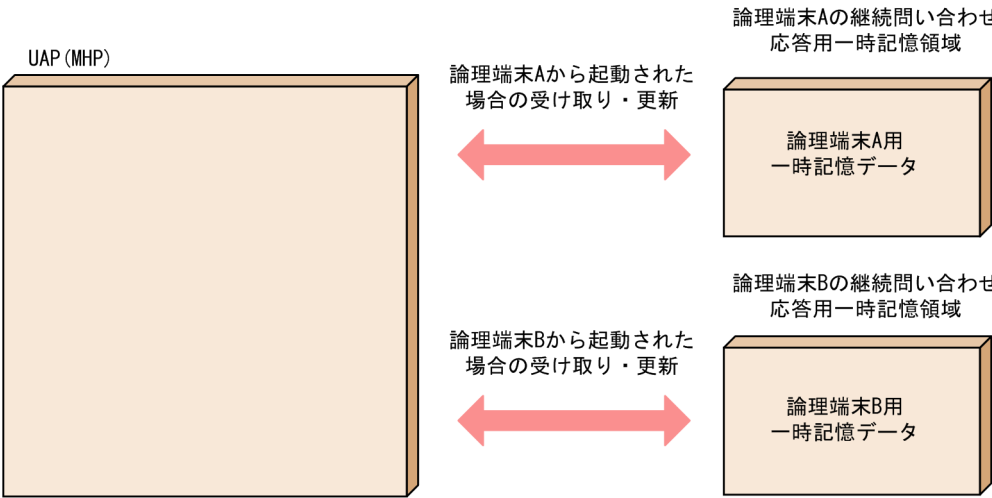 UAP(MHP)
論理端末Aから起動された
場合の受け取り・更新
論理端末Aの継続問い合わせ
応答用一時記憶領域
論理端末A用
一時記憶データ
論理端末Bから起動された
場合の受け取り・更新
論理端末Bの継続問い合わせ
応答用一時記憶領域
論理端末B用
一時記憶データ